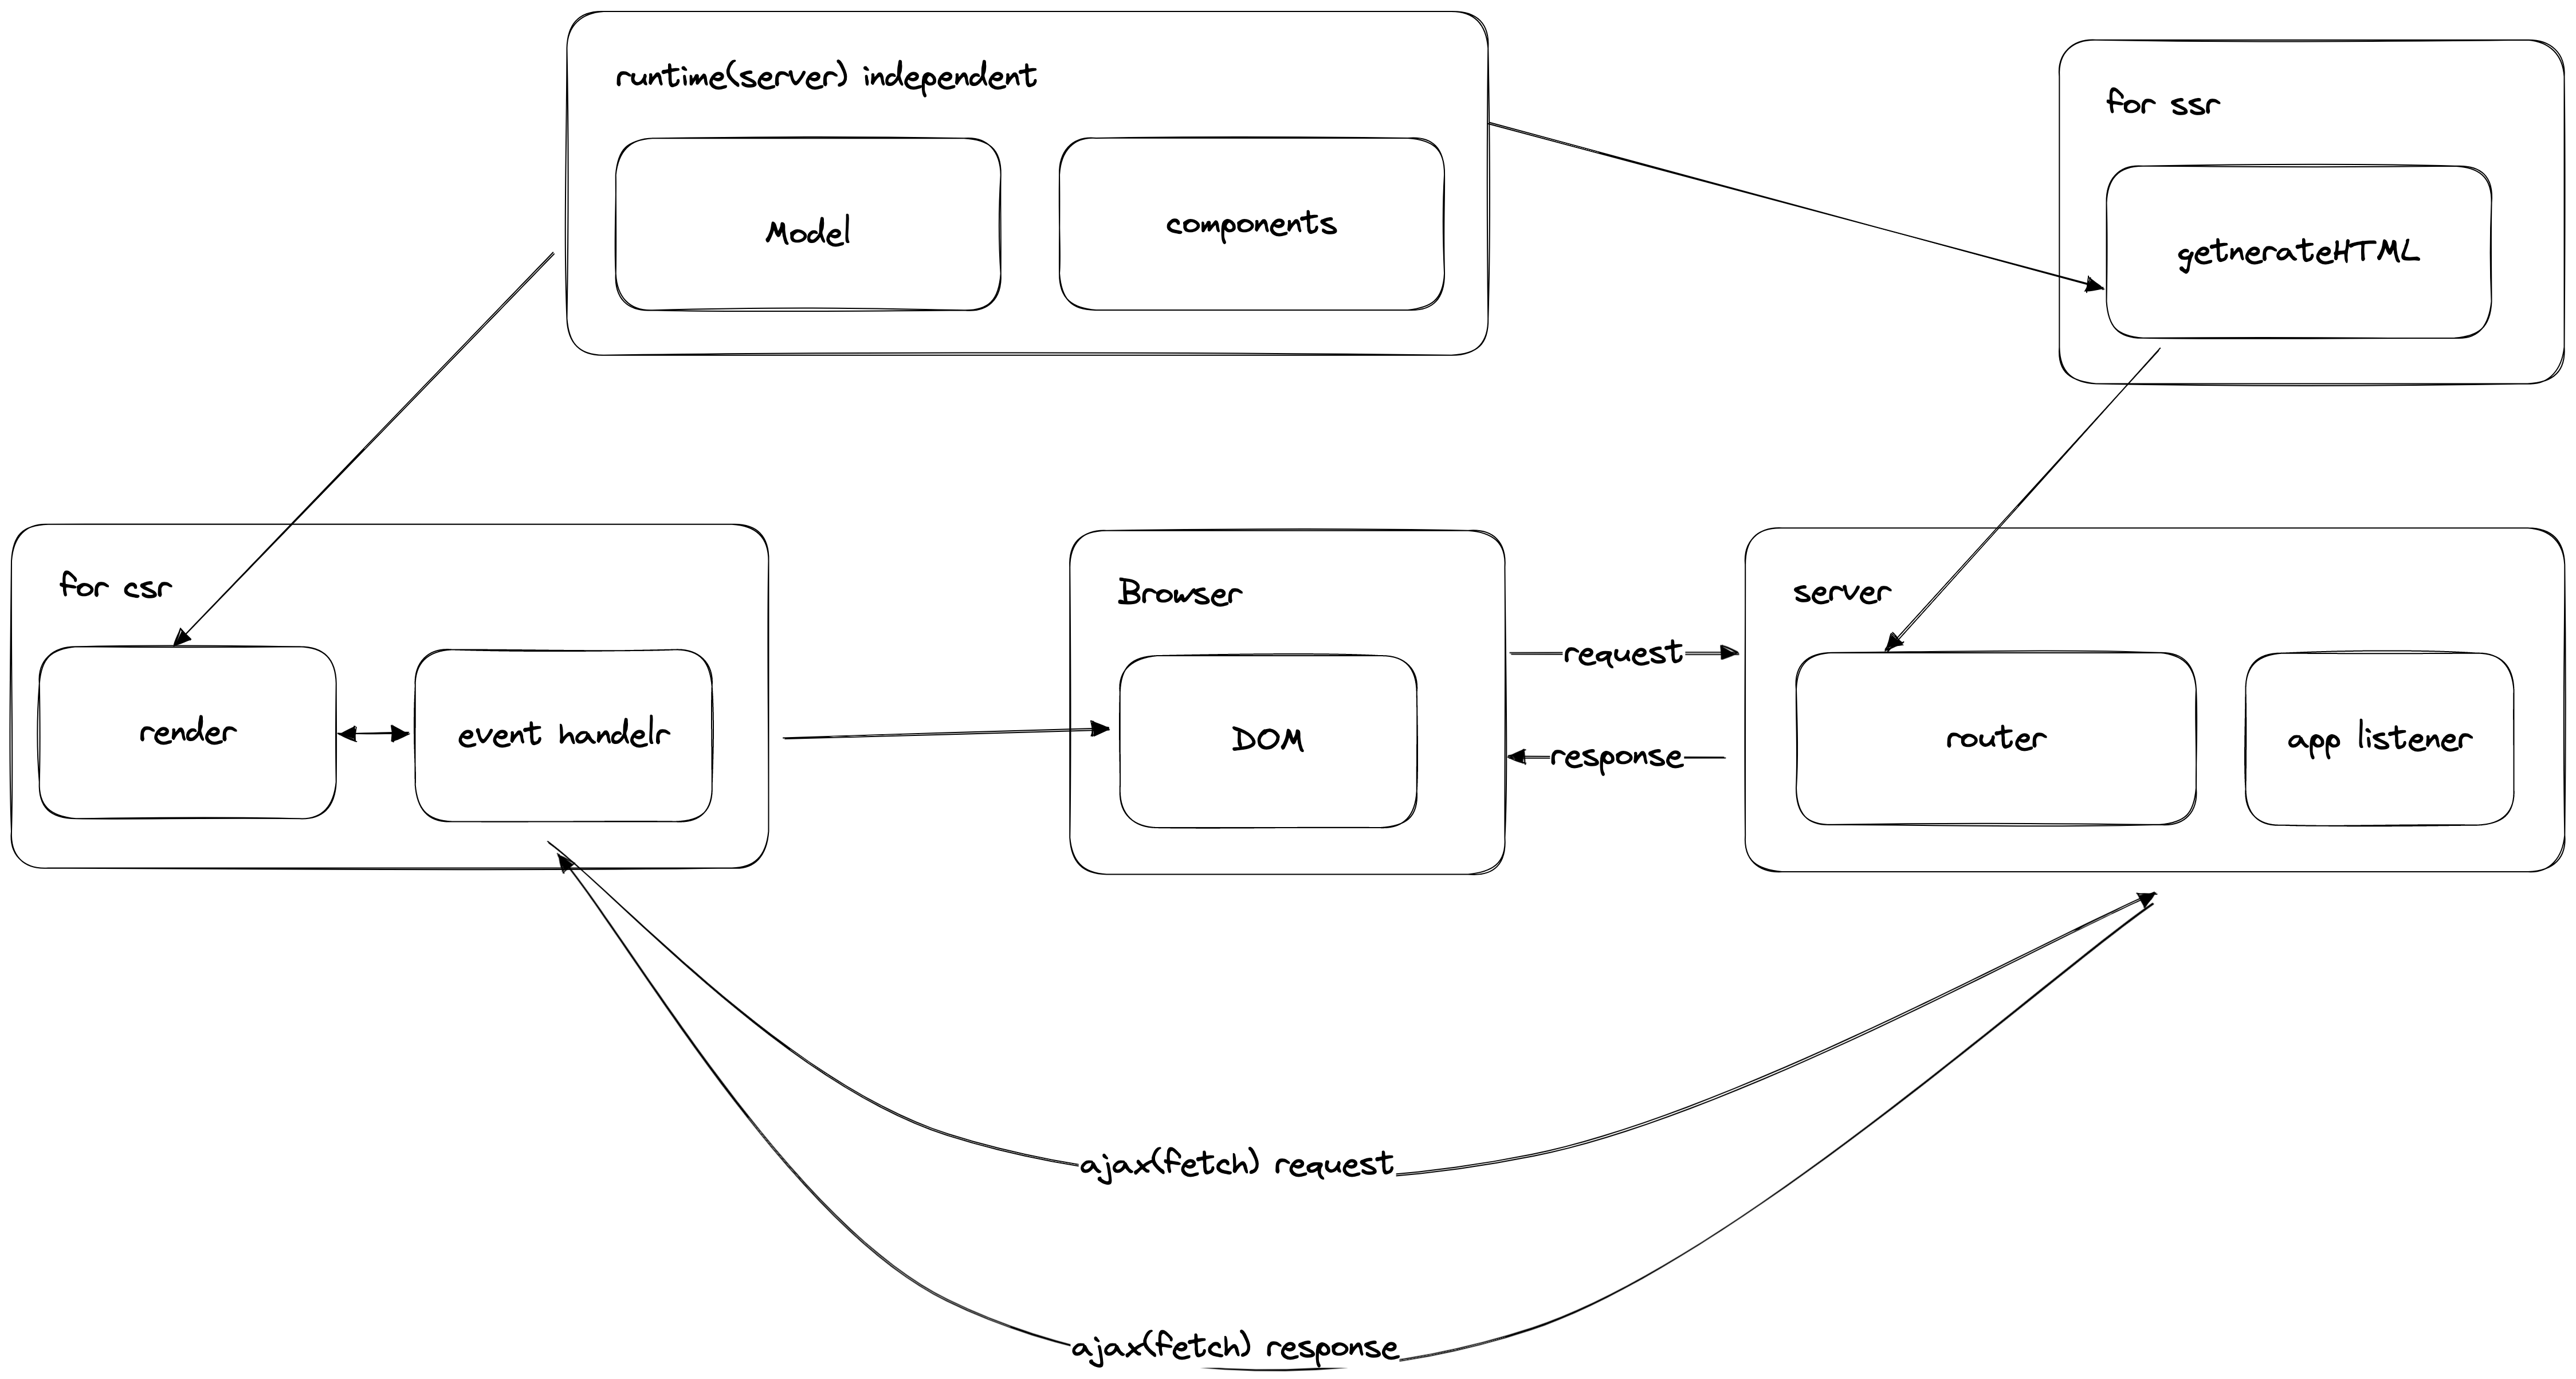 runtime(server) independent
Model
components
for ssr
getnerateHTML
for csr
render
event handelr
Browser
DOM
request
response
server
router
app listener
ajax(fetch) request
ajax(fetch) response